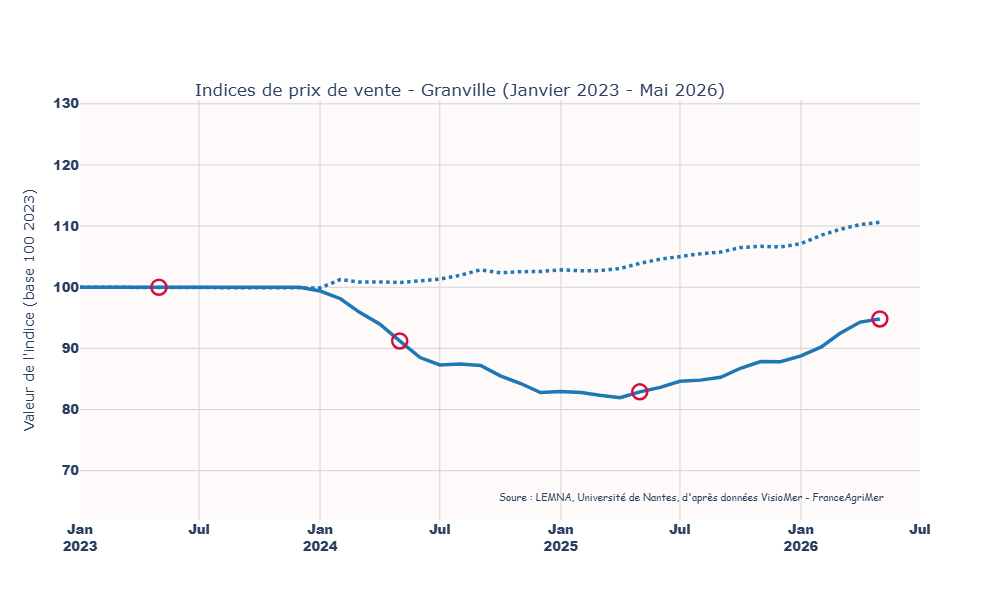 Indices de prix de vente - Granville (Janvier 2023 - Mai 2026)
Valeur de l'Indice (base 100 2023)
130
120
110
100
90
80
70
Soure : LEMNA, Université de Nantes, d'après données VisioMer - FranceAgriMer
Jan Jul Jan Jul Jan Jul Jan Jul
2023 2024 2025 2026